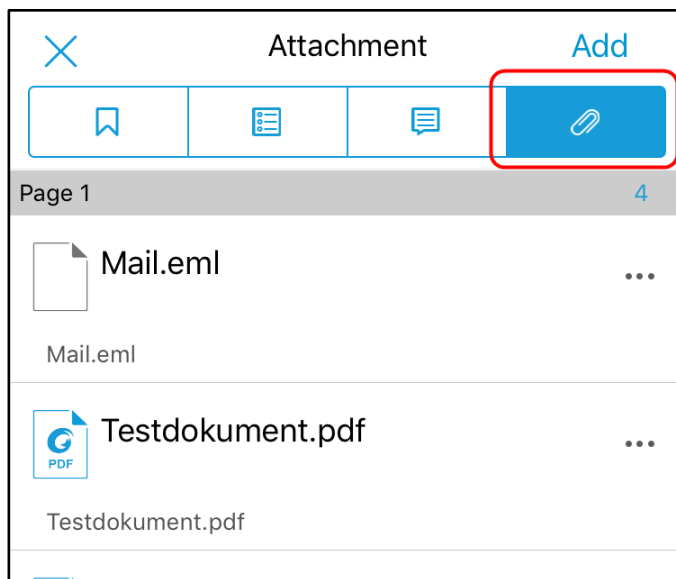 Attachment
Add
Page 1
4
Mail.eml
Mail.eml
Testdokument.pdf
PDF
Testdokument.pdf